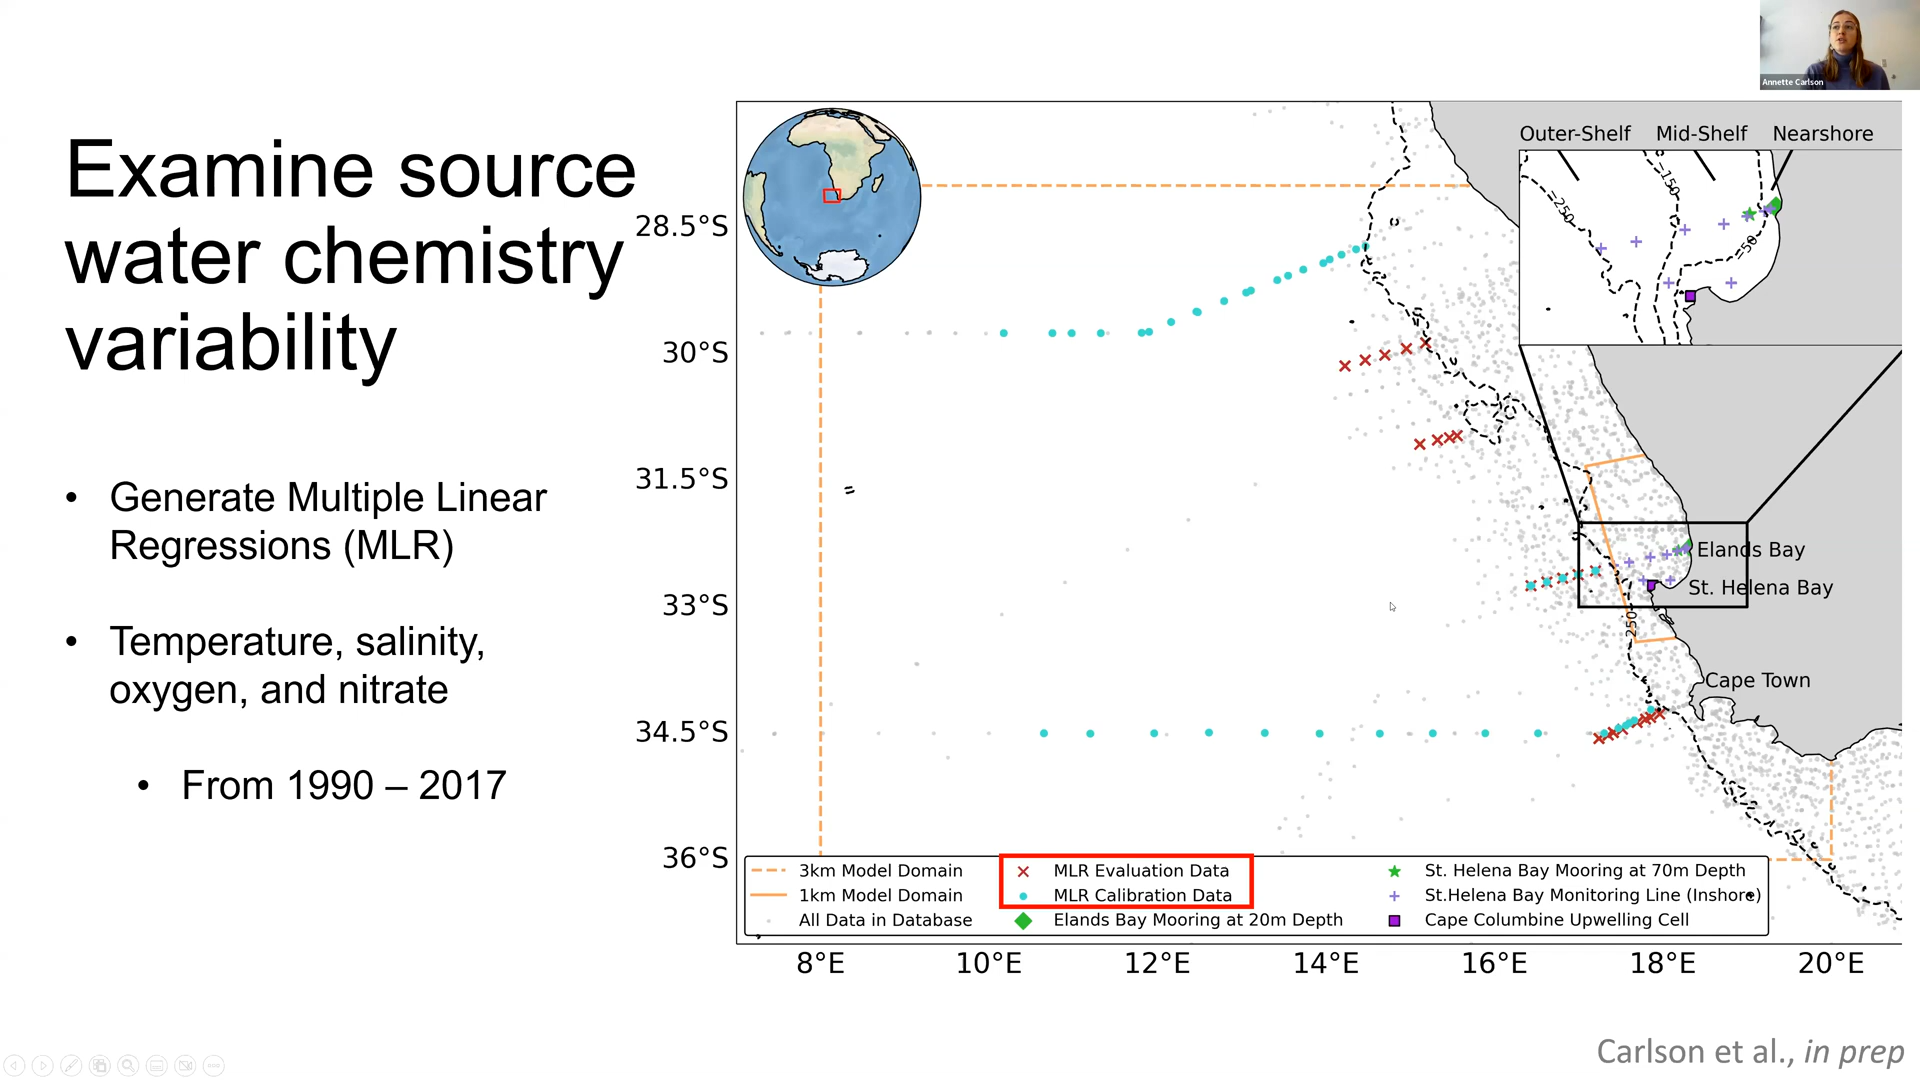 Annette Carlson
Examine source
water chemistry
variability
• Generate Multiple Linear
Regressions (MLR)
• Temperature, salinity,
oxygen, and nitrate
• From 1990 – 2017
28.5°S
30°S
31.5°S
33°S
34.5°S
36°S
Outer-Shelf Mid-Shelf Nearshore
-250
-150
-50
Elands Bay
St. Helena Bay
250
Cape Town
3km Model Domain
1km Model Domain
All Data in Database
MLR Evaluation Data
MLR Calibration Data
Elands Bay Mooring at 20m Depth
St. Helena Bay Mooring at 70m Depth
St.Helena Bay Monitoring Line (Inshore)
Cape Columbine Upwelling Cell
8°E 10°E 12°E 14°E 16°E 18°E 20°E
Carlson et al., in prep